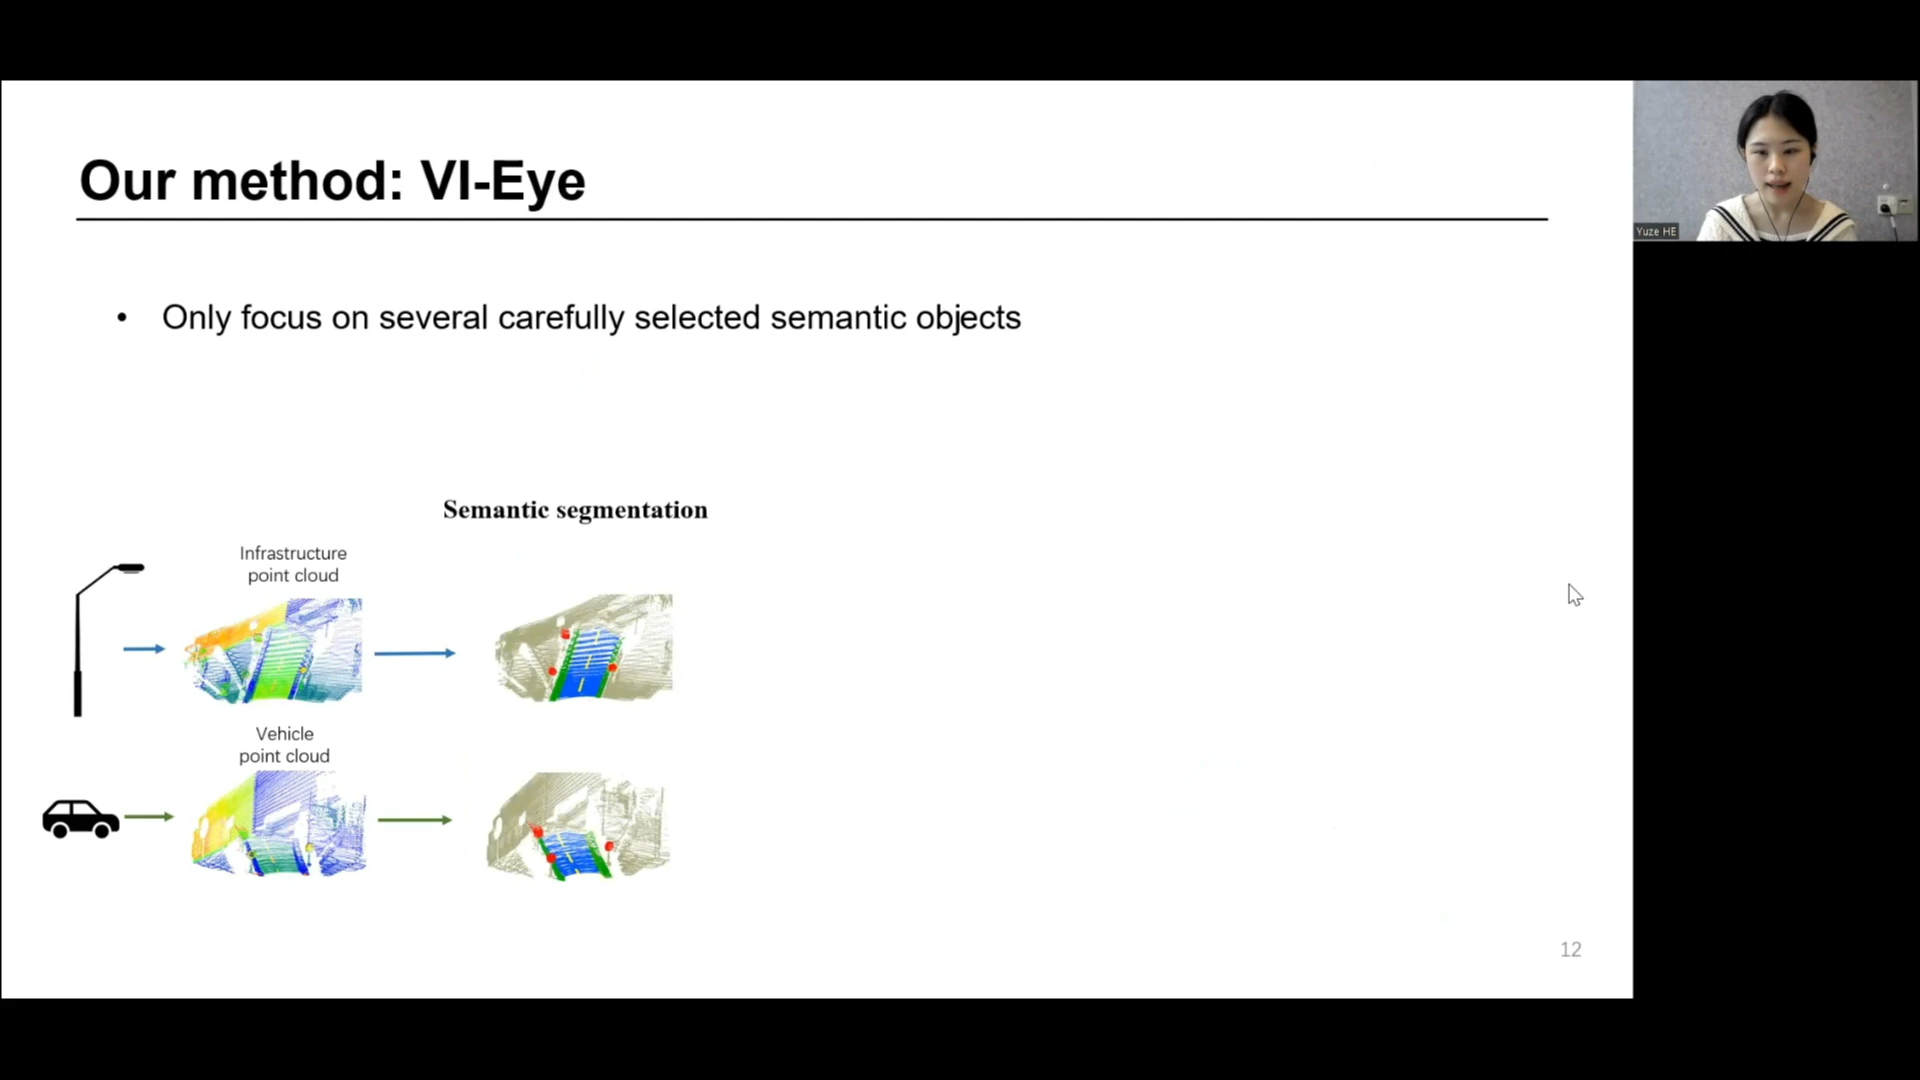 Our method: VI-Eye
Yuze HE
• Only focus on several carefully selected semantic objects
Semantic segmentation
Infrastructure
point cloud
Vehicle
point cloud
12